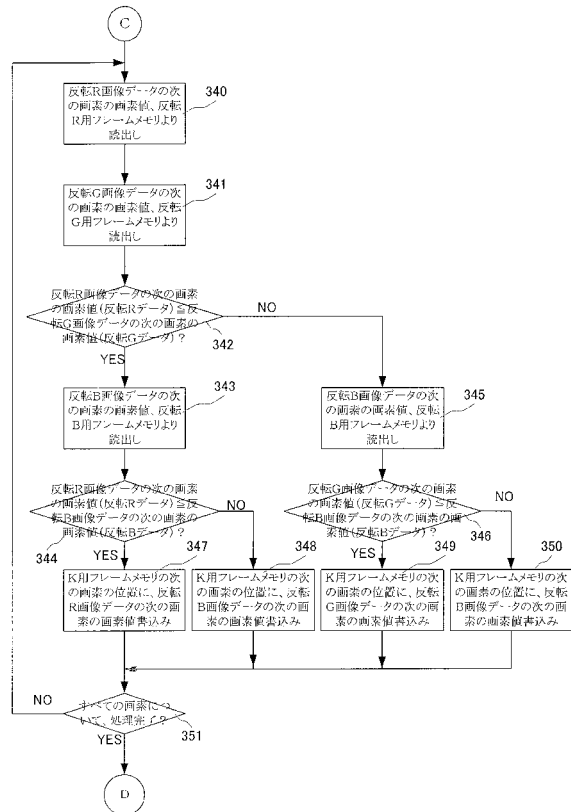 C
反転R画像データの次
の画素の画素値、反転
R用フレームメモリより
読出し
340
反転G画像データの次
の画素の画素値、反転
G用フレームメモリより
読出し
341
反転R画像データの次の画素
の画素値(反転Rデータ)≦反
転G画像データの次の画素の
画素値(反転Gデータ)?
342
NO
YES
反転B画像データの次
の画素の画素値、反転
B用フレームメモリより
読出し
343
反転B画像データの次
の画素の画素値、反転
B用フレームメモリより
読出し
345
反転R画像データの次の画素
の画素値(反転Rデータ)≦反
転B画像データの次の画素の
画素値(反転Bデータ)?
344
NO
YES
反転G画像データの次の画素
の画素値(反転Gデータ)≦反
転B画像データの次の画素の画
素値(反転Bデータ)?
346
NO
YES
K用フレームメモリの次
の画素の位置に、反転
R画像データの次の画
素の画素値書込み
347
K用フレームメモリの次
の画素の位置に、反転
B画像データの次の画
素の画素値書込み
348
K用フレームメモリの次
の画素の位置に、反転
G画像データの次の画
素の画素値書込み
349
K用フレームメモリの次
の画素の位置に、反転
B画像データの次の画
素の画素値書込み
350
NO
すべての画素につ
いて、処理完了?
351
YES
D